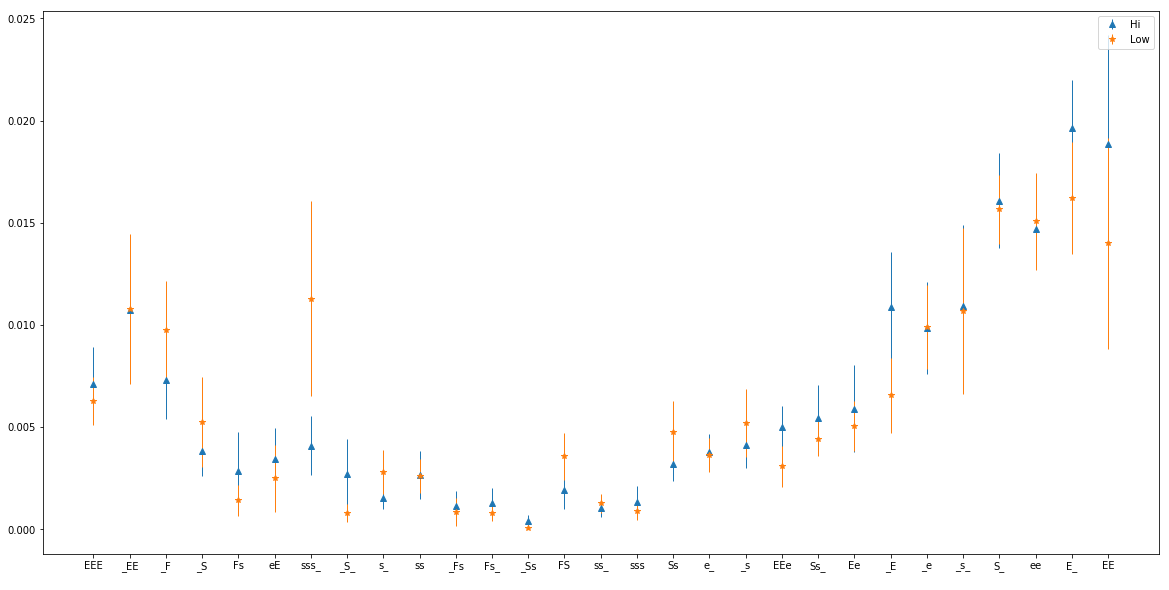 0.025
0.020
0.015
0.010
0.005
0.000
Hi
Low
EEE _EE _F _S Fs eE sss_ _S_ s_ ss _Fs Fs_ _Ss FS ss_ sss Ss e_ _s EEe Ss_ Ee _E _e _s_ S_ ee E_ EE